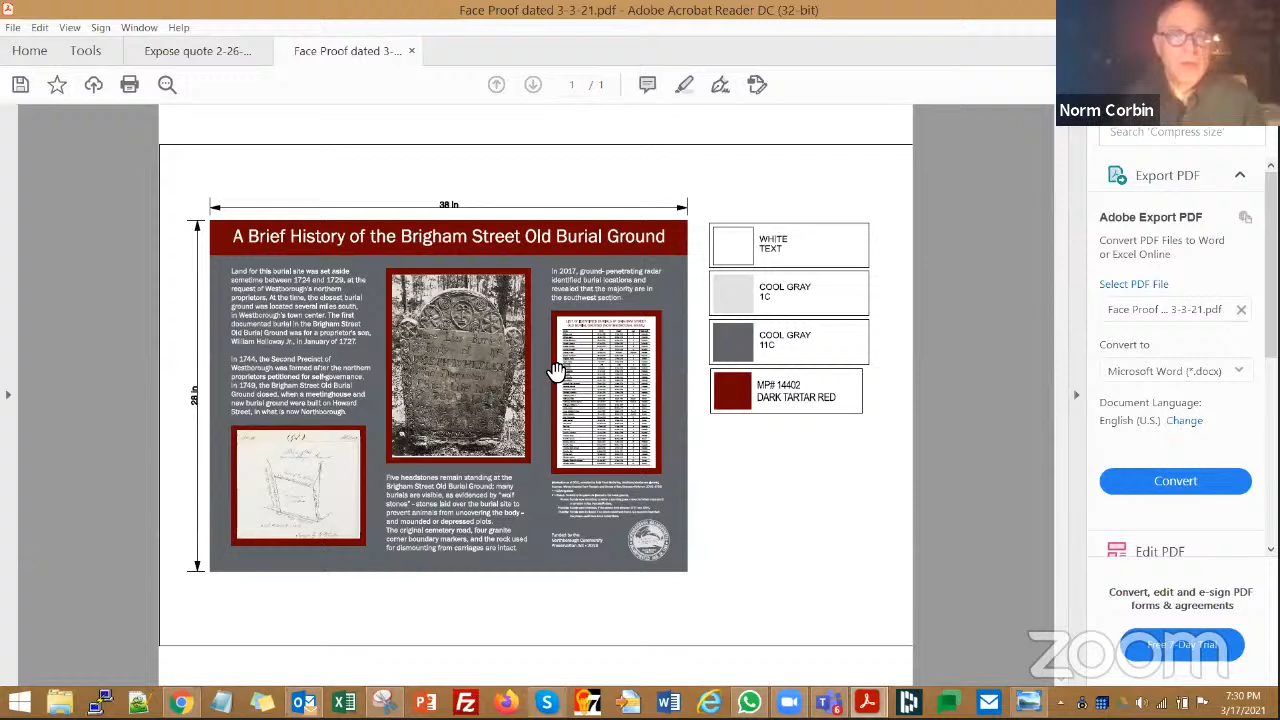 Face Proof dated 3-3-21.pdf - Adobe Acrobat Reader DC (32-bit)
File Edit View Sign Window Help
Home Tools Expose quote 2-26-... Face Proof dated 3-... ×
1 / 1
Norm Corbin
Search 'Compress size'
Export PDF
Adobe Export PDF
Convert PDF Files to Word
or Excel Online
Select PDF File
Face Proof ... 3-3-21.pdf
Convert to
Microsoft Word (*.docx)
Document Language:
English (U.S.) Change
Convert
Edit PDF
Convert, edit and e-sign PDF
forms & agreements
Free 7-Day Trial
38 in
28 in
A Brief History of the Brigham Street Old Burial Ground
Land for this burial site was set aside
sometime between 1724 and 1729, at the
request of Westborough's northern
proprietors. At the time, the closest burial
ground was located several miles south,
in Westborough's town center. The first
documented burial in the Brigham Street
Old Burial Ground was for a proprietor's son,
William Holloway Jr., in January of 1727.
In 1744, the Second Precinct of
Westborough was formed after the northern
proprietors petitioned for self-governance.
In 1749, the Brigham Street Old Burial
Ground closed, when a meetinghouse and
new burial ground were built on Howard
Street, in what is now Northborough.
Five headstones remain standing at the
Brigham Street Old Burial Ground; many
burials are visible, as evidenced by "wolf
stones" - stones laid over the burial site to
prevent animals from uncovering the body -
and mounded or depressed plots.
The original cemetery road, four granite
corner boundary markers, and the rock used
for dismounting from carriages are intact.
In 2017, ground-penetrating radar
identified burial locations and
revealed that the majority are in
the southwest section.
Funded by the
Northborough Community
Preservation Act
WHITE
TEXT
COOL GRAY
1C
COOL GRAY
11C
MP# 14402
DARK TARTAR RED
zoom
7:30 PM
3/17/2021